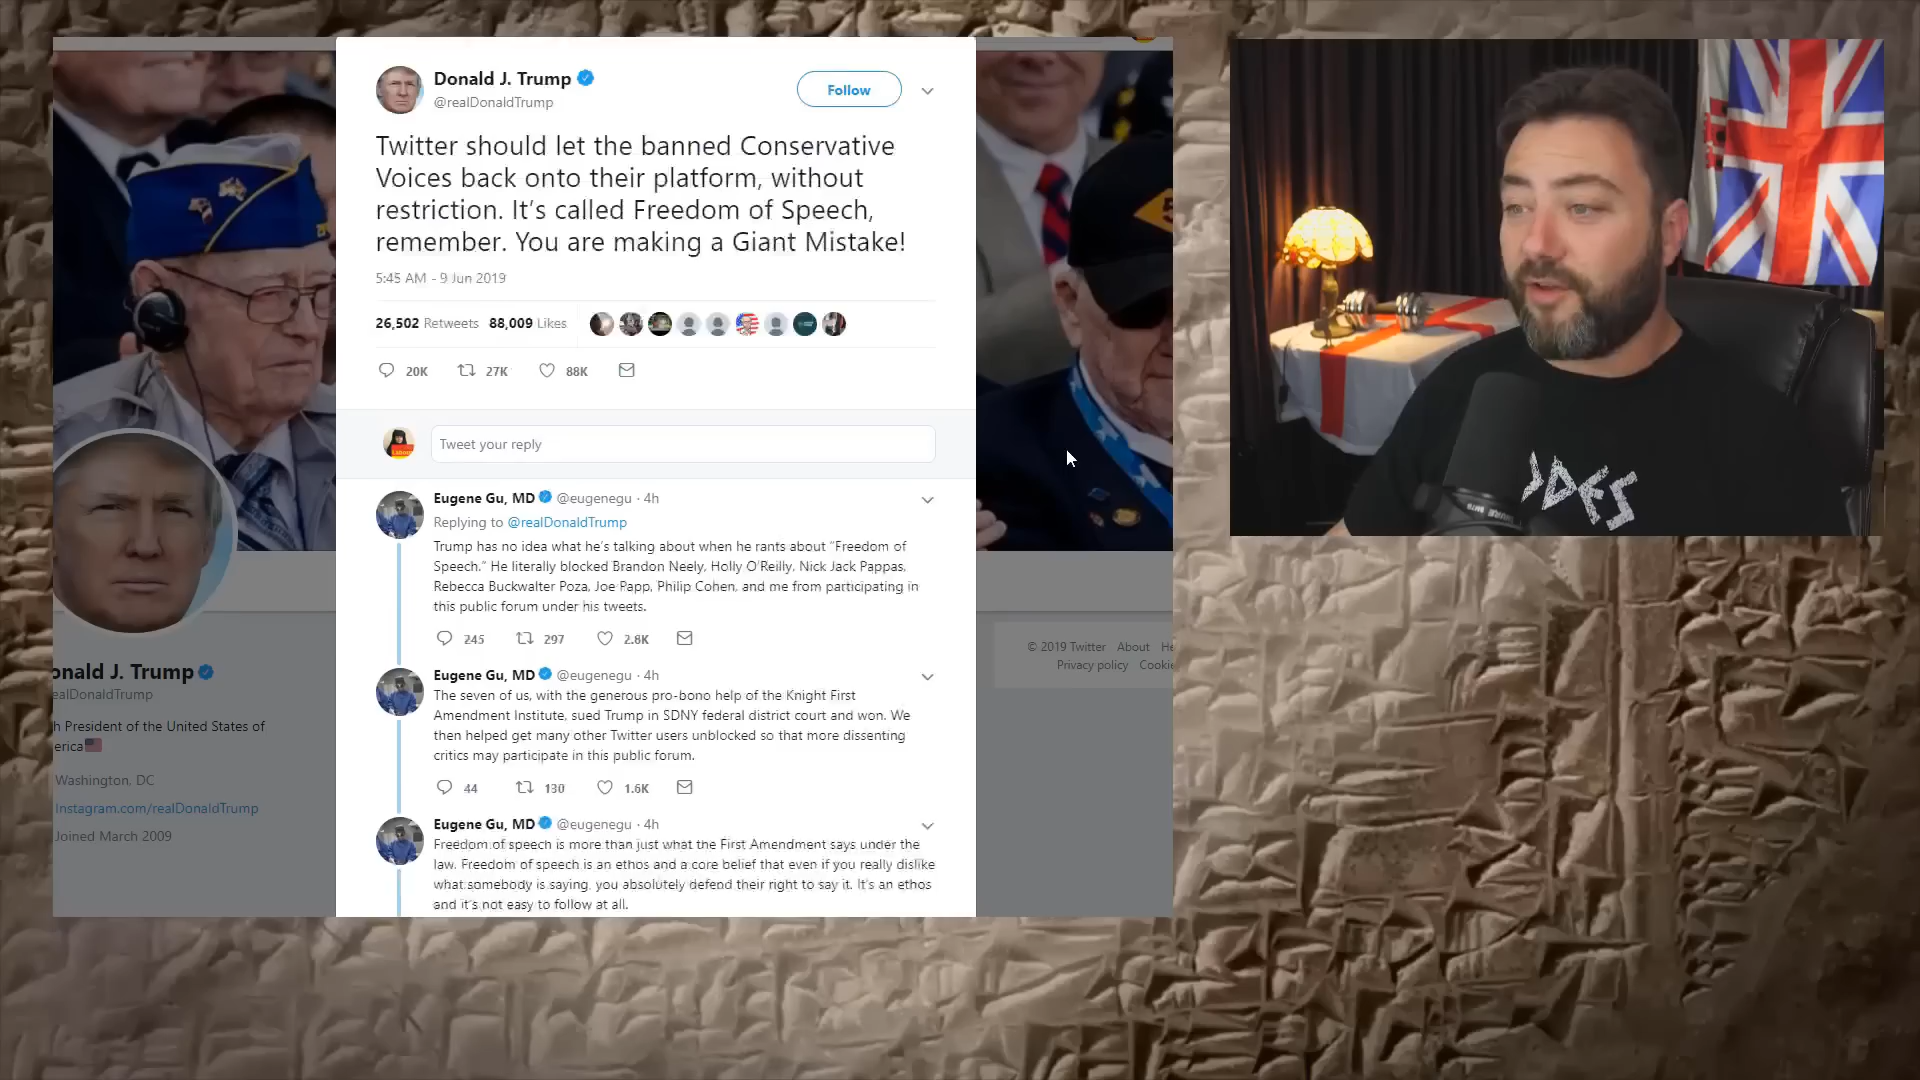 Donald J. Trump
@realDonaldTrump
Follow
Twitter should let the banned Conservative
Voices back onto their platform, without
restriction. It's called Freedom of Speech,
remember. You are making a Giant Mistake!
5:45 AM - 9 Jun 2019
26,502 Retweets 88,009 Likes
20K 27K 88K
Labour
Tweet your reply
Eugene Gu, MD @eugenegu · 4h
Replying to @realDonaldTrump
Trump has no idea what he's talking about when he rants about "Freedom of
Speech." He literally blocked Brandon Neely, Holly O'Reilly, Nick Jack Pappas,
Rebecca Buckwalter Poza, Joe Papp, Philip Cohen, and me from participating in
this public forum under his tweets.
245 297 2.8K
Eugene Gu, MD @eugenegu · 4h
The seven of us, with the generous pro-bono help of the Knight First
Amendment Institute, sued Trump in SDNY federal district court and won. We
then helped get many other Twitter users unblocked so that more dissenting
critics may participate in this public forum.
44 130 1.6K
Eugene Gu, MD @eugenegu · 4h
Freedom of speech is more than just what the First Amendment says under the
law. Freedom of speech is an ethos and a core belief that even if you really dislike
what somebody is saying, you absolutely defend their right to say it. It's an ethos
and it's not easy to follow at all.
onald J. Trump
ealDonaldTrump
h President of the United States of
erica
Washington, DC
Instagram.com/realDonaldTrump
Joined March 2009
© 2019 Twitter About He
Privacy policy Cookie
5
SHURE SM7B